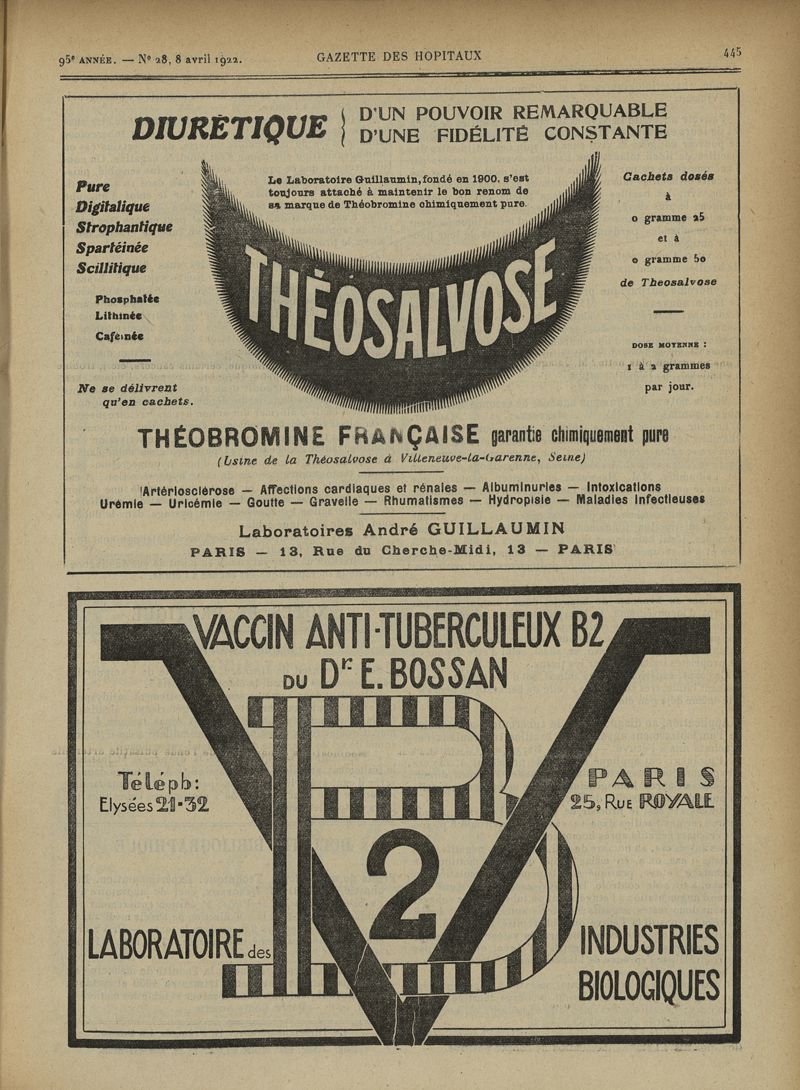 95e ANNÉE. — No 28, 8 avril 1922.
GAZETTE DES HOPITAUX
445
DIURÉTIQUE
D'UN POUVOIR REMARQUABLE
D'UNE FIDÉLITÉ CONSTANTE
Le Laboratoire Guillaumin, fondé en 1900, s'est
toujours attaché à maintenir le bon renom de
sa marque de Théobromine chimiquement pure.
Pure
Digitalique
Strophantique
Spartéinée
Scillitique
Phosphatée
Lithinée
Caféinée
Ne se délivrent
qu'en cachets.
THÉOSALVOSE
Cachets dosés
à
0 gramme 25
et à
0 gramme 50
de Theosalvose
DOSE MOYENNE :
1 à 2 grammes
par jour.
THÉOBROMINE FRANÇAISE garantie chimiquement pure
(Usine de la Théosalvose à Villeneuve-la-Garenne, Seine)
Artériosclérose — Affections cardiaques et rénales — Albuminuries — Intoxications
Urémie — Uricémie — Goutte — Gravelle — Rhumatismes — Hydropisie — Maladies infectieuses
Laboratoires André GUILLAUMIN
PARIS — 13, Rue du Cherche-Midi, 13 — PARIS
VACCIN ANTI-TUBERCULEUX B2
DU Dr. E. BOSSAN
Téléph:
Elysées 21-32
PARIS
25, RUE ROYALE
B
2
V
LABORATOIRE des
INDUSTRIES
BIOLOGIQUES